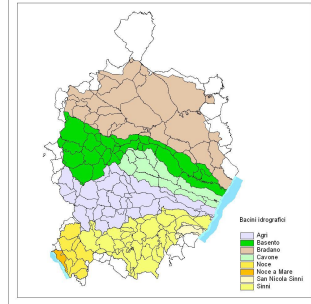 Bacini idrografici
Agri
Basento
Bradano
Cavone
Noce
Noce a Mare
San Nicola Sinni
Sinni